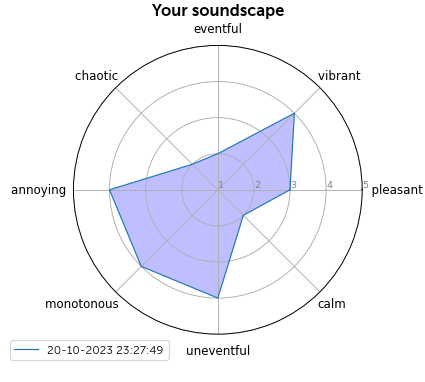 Your soundscape
eventful
chaotic
vibrant
annoying
1 2 3 4 5
pleasant
monotonous
calm
uneventful
20-10-2023 23:27:49